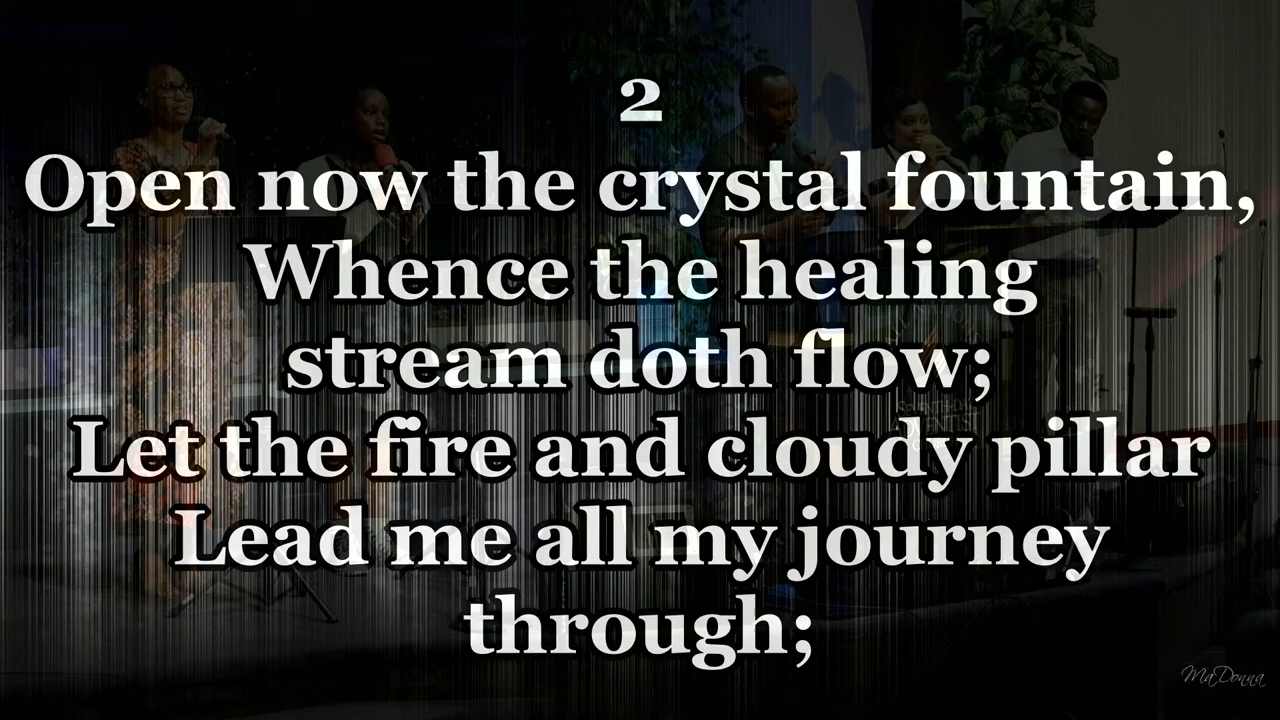 2
Open now the crystal fountain,
Whence the healing
stream doth flow;
Let the fire and cloudy pillar
Lead me all my journey
through;
MaDonna